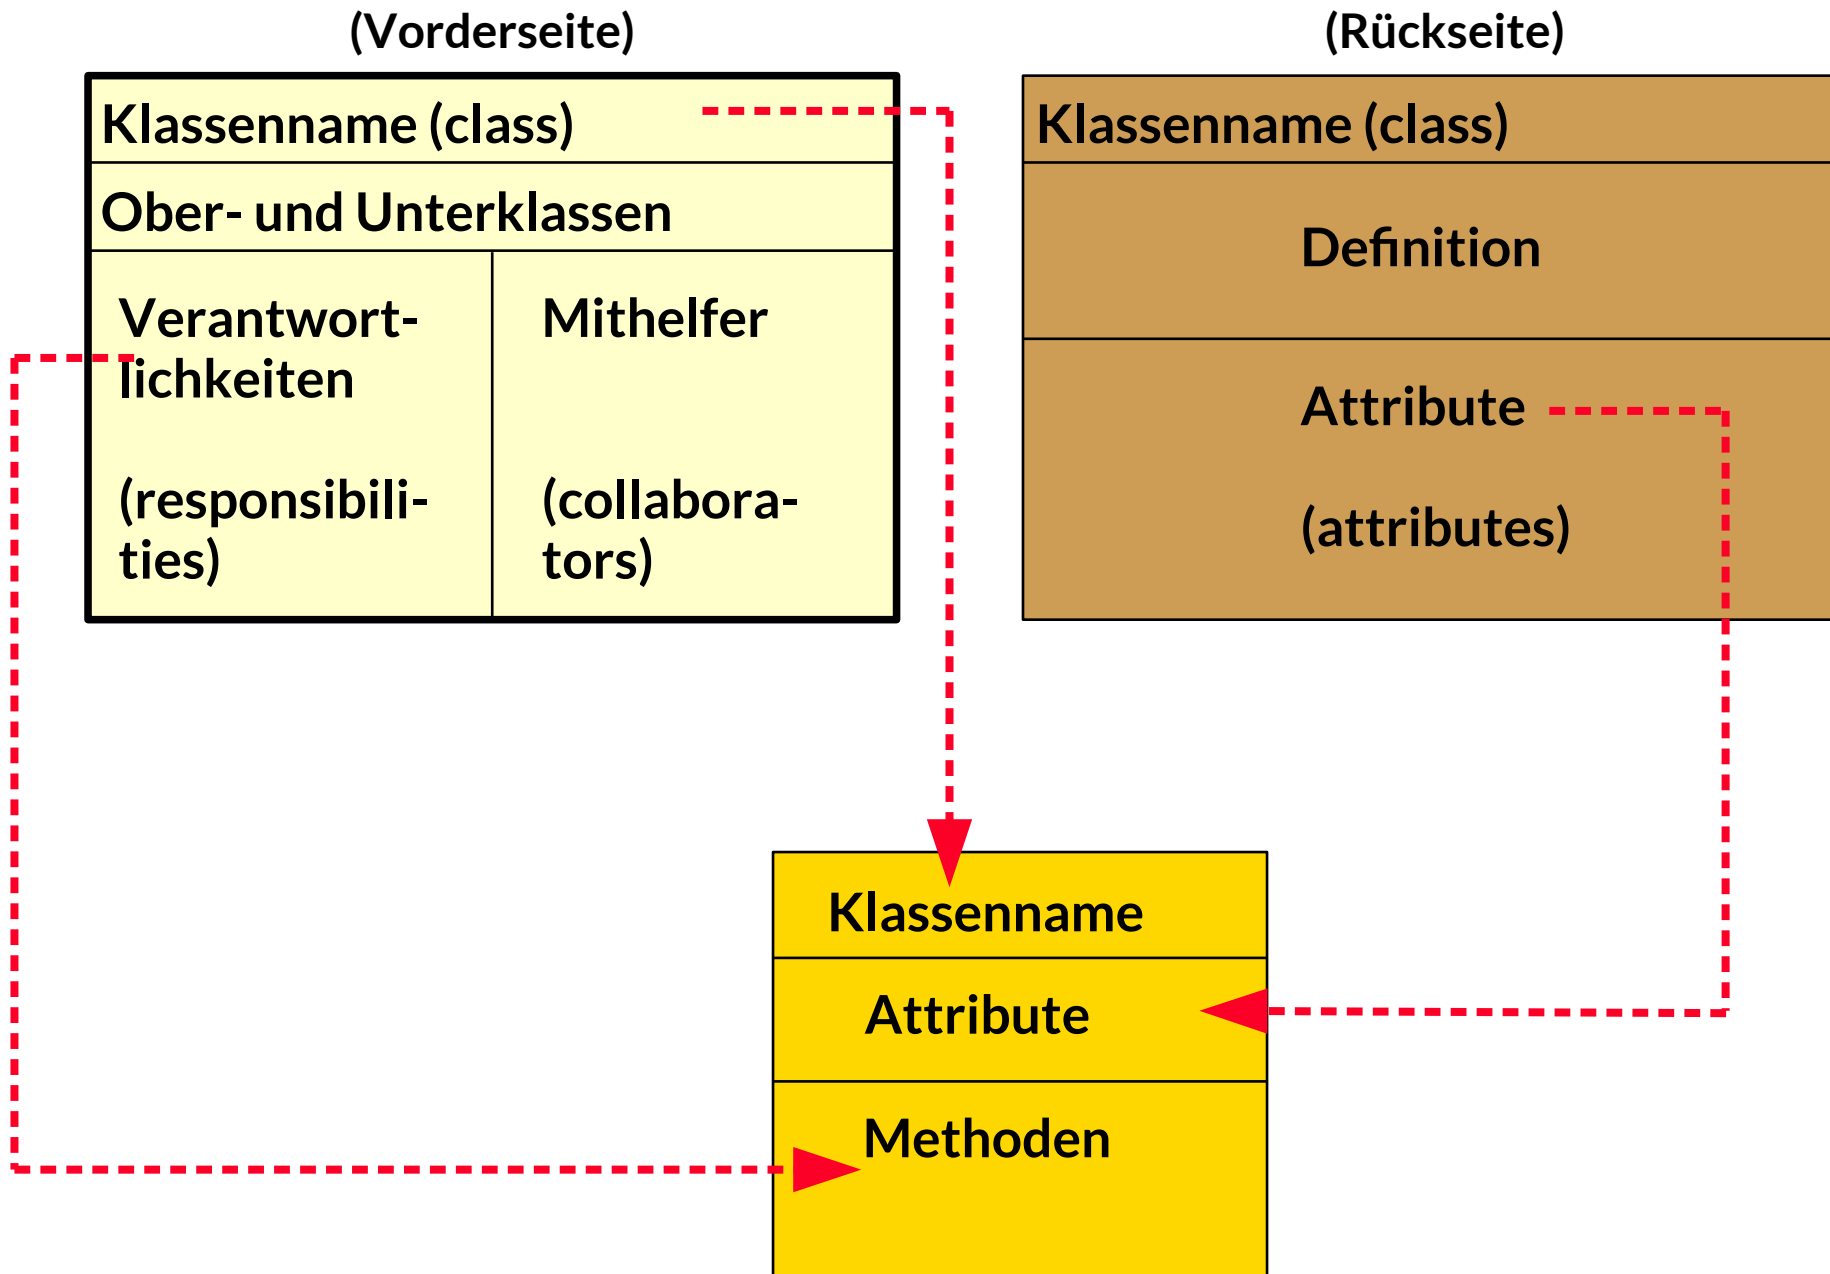 (Vorderseite)
Klassenname (class)
Ober- und Unterklassen
Verantwort-
lichkeiten
(responsibili-
ties)
Mithelfer
(collabora-
tors)
(Rückseite)
Klassenname (class)
Definition
Attribute
(attributes)
Klassenname
Attribute
Methoden